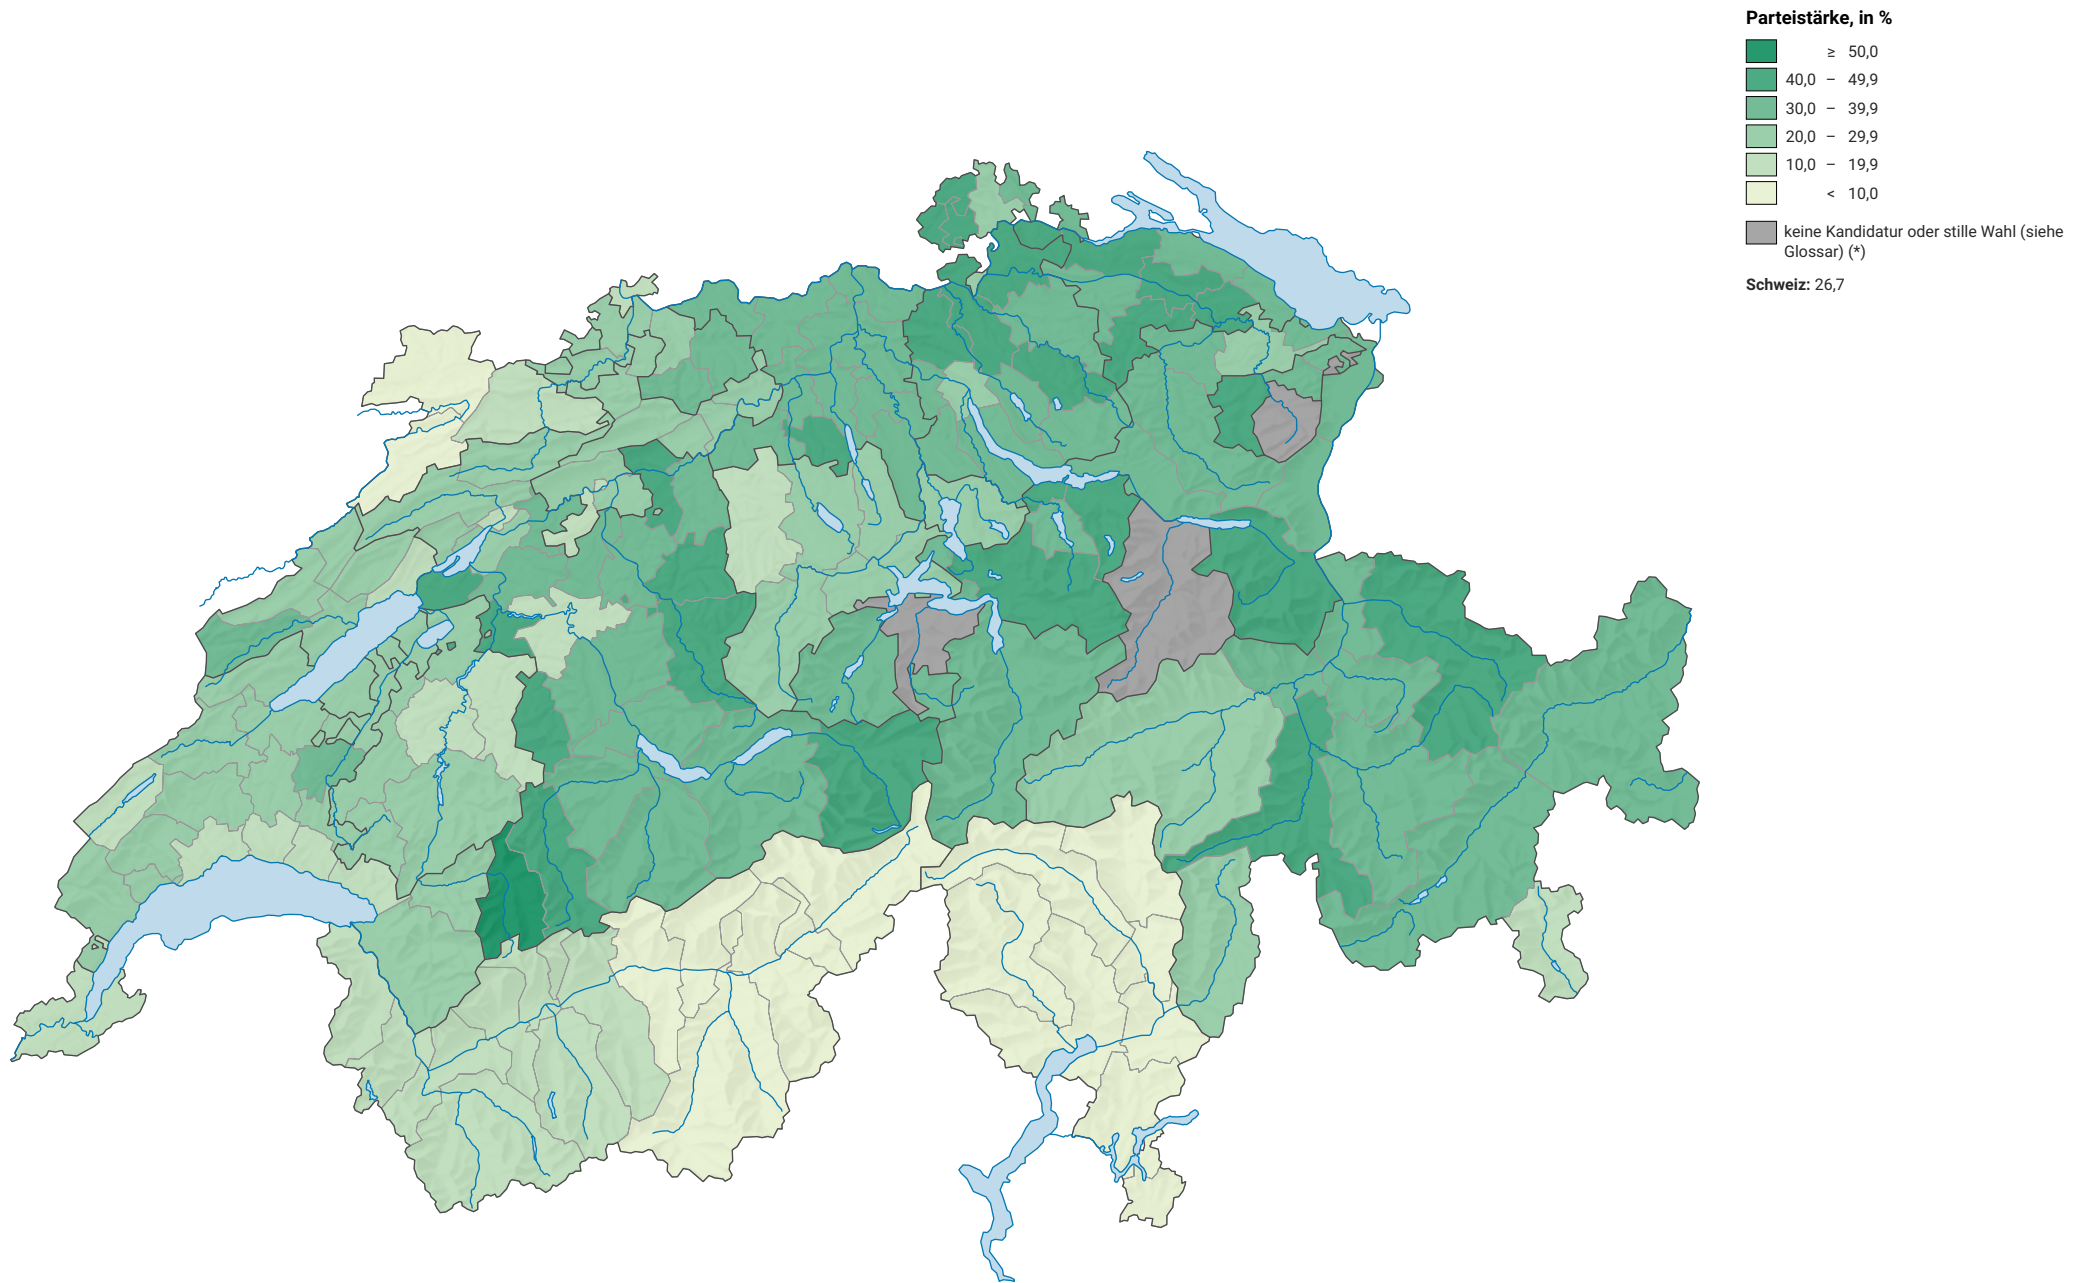 Parteistärke, in %
≥ 50,0
40,0 – 49,9
30,0 – 39,9
20,0 – 29,9
10,0 – 19,9
< 10,0
keine Kandidatur oder stille Wahl (siehe
Glossar) (*)
Schweiz: 26,7